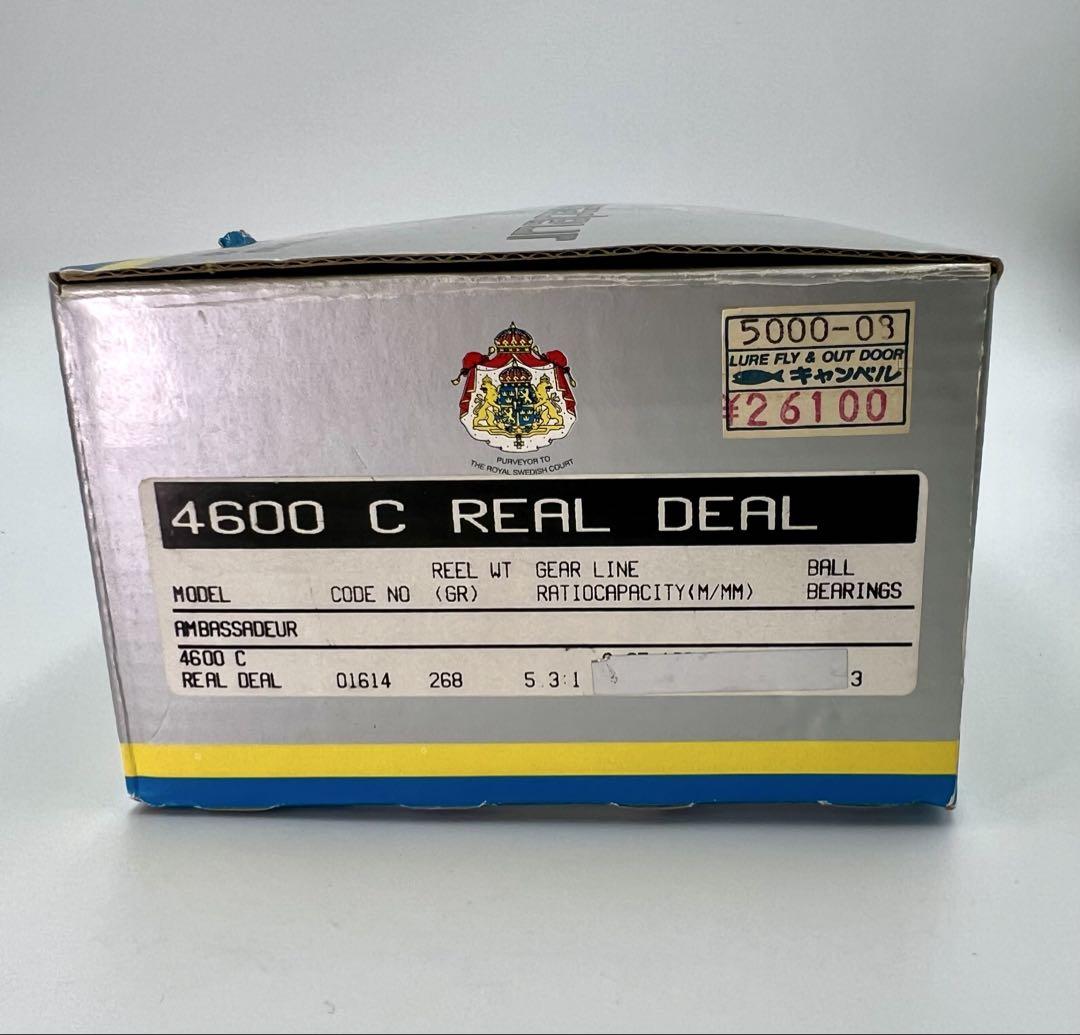 5000-03
LURE FLY & OUT DOOR
キャンベル
¥26100
PURVEYOR TO
THE ROYAL SWEDISH COURT
4600 C REAL DEAL
REEL WT GEAR LINE BALL
MODEL CODE NO (GR) RATIOCAPACITY(M/MM) BEARINGS
AMBASSADEUR
4600 C
REAL DEAL 01614 268 5.3:1 3